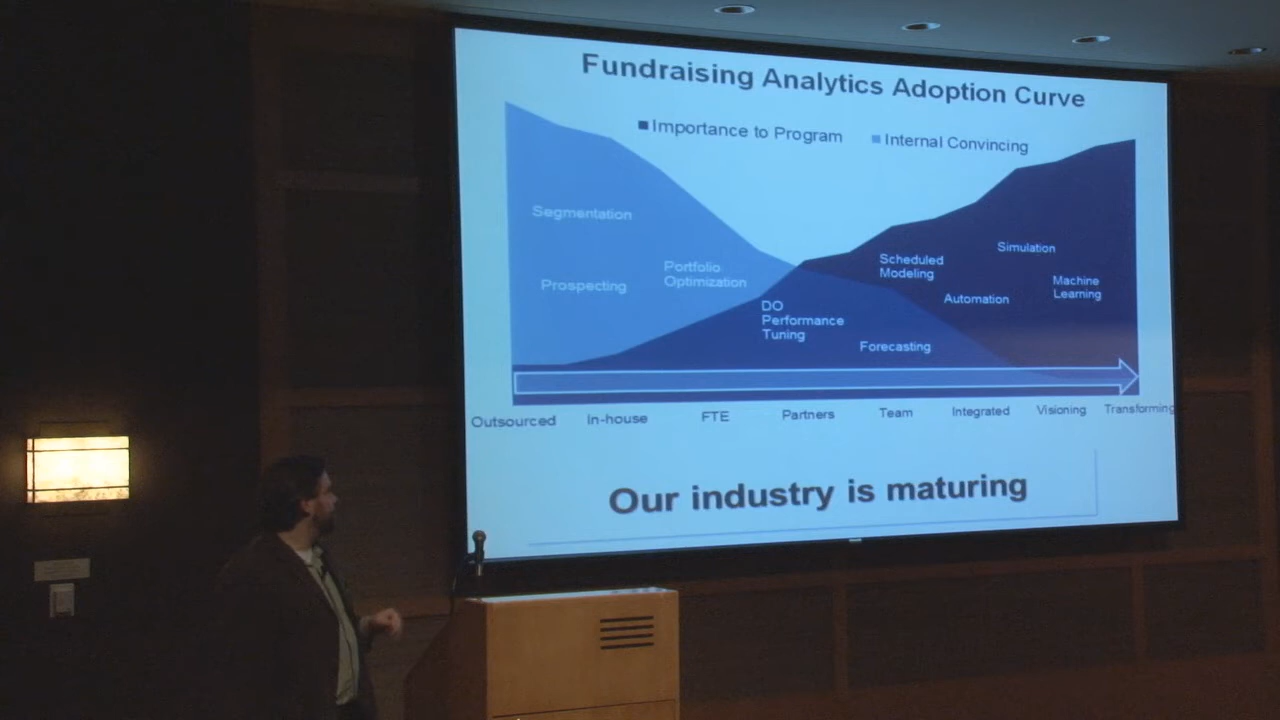 Fundraising Analytics Adoption Curve
Importance to Program
Internal Convincing
Segmentation
Prospecting
Portfolio
Optimization
DO
Performance
Tuning
Scheduled
Modeling
Forecasting
Simulation
Automation
Machine
Learning
Outsourced
In-house
FTE
Partners
Team
Integrated
Visioning
Transforming
Our industry is maturing